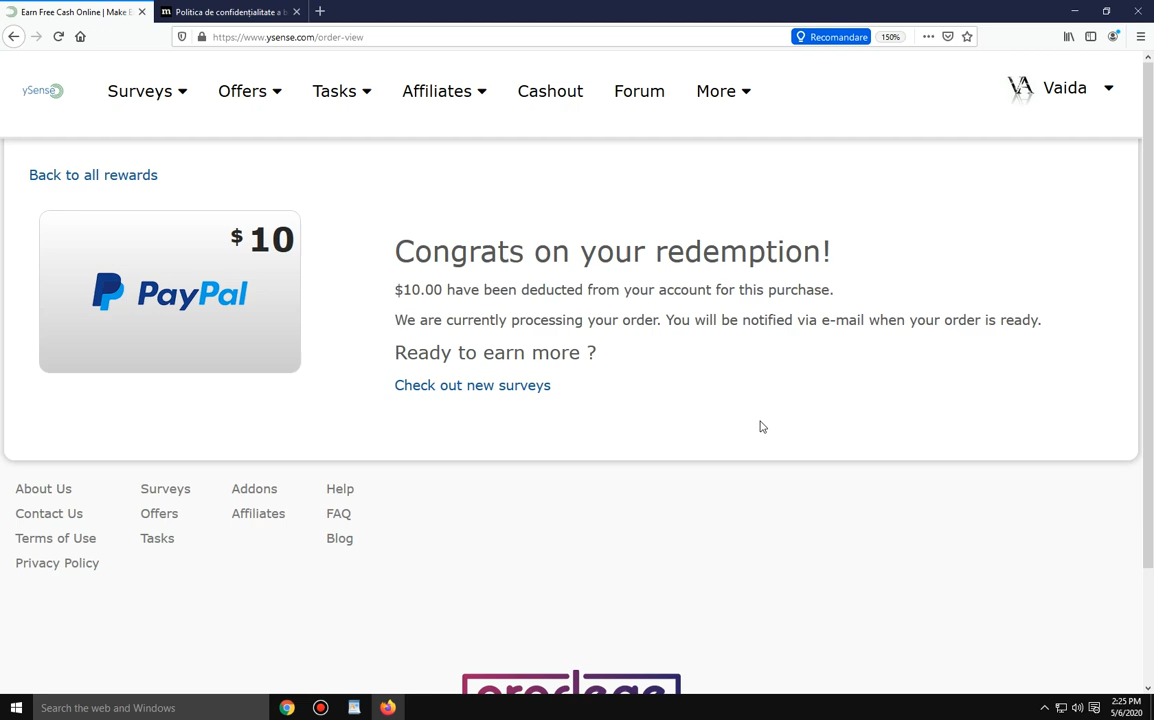 Earn Free Cash Online | Make E
Politica de confidențialitate a b
https://www.ysense.com/order-view
Recomandare
150%
ySense
Surveys
Offers
Tasks
Affiliates
Cashout
Forum
More
VA
Vaida
Back to all rewards
$10
PayPal
Congrats on your redemption!
$10.00 have been deducted from your account for this purchase.
We are currently processing your order. You will be notified via e-mail when your order is ready.
Ready to earn more ?
Check out new surveys
About Us
Surveys
Addons
Help
Contact Us
Offers
Affiliates
FAQ
Terms of Use
Tasks
Blog
Privacy Policy
Search the web and Windows
2:25 PM
5/6/2020